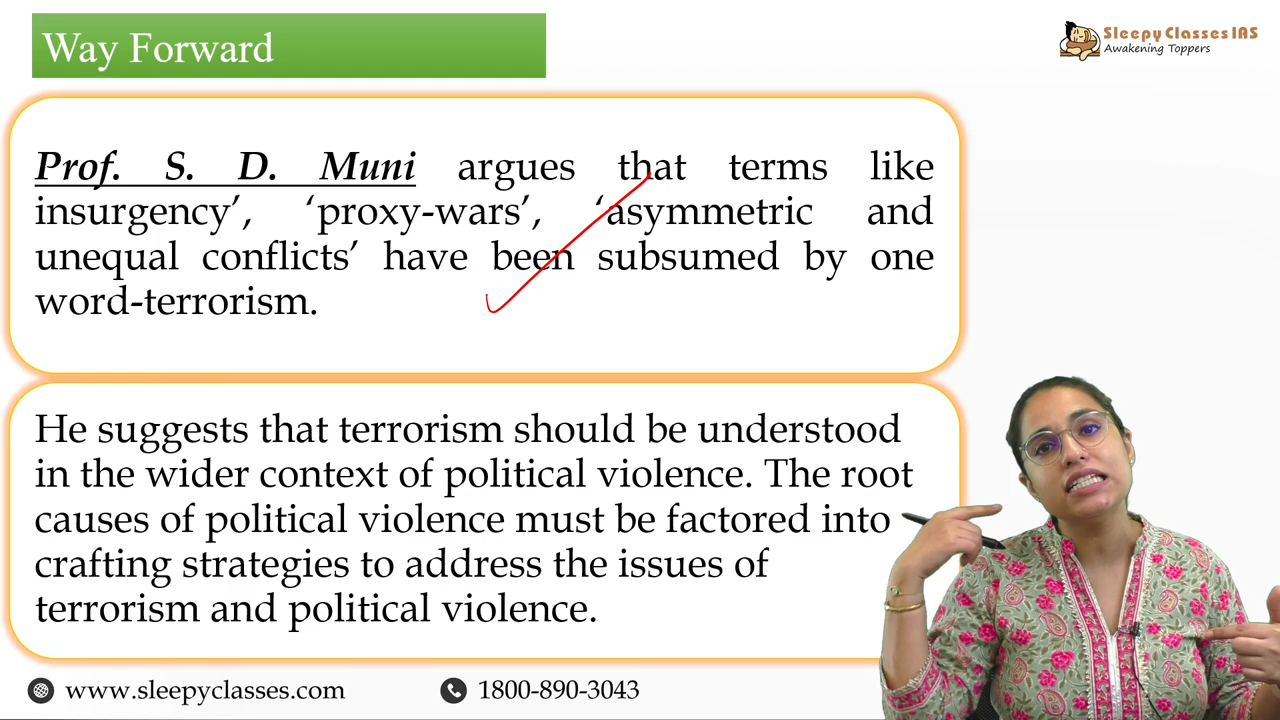 Way Forward
Sleepy Classes IAS
Awakening Toppers
Prof. S. D. Muni argues that terms like
insurgency’, ‘proxy-wars’, ‘asymmetric and
unequal conflicts’ have been subsumed by one
word-terrorism.
He suggests that terrorism should be understood
in the wider context of political violence. The root
causes of political violence must be factored into
crafting strategies to address the issues of
terrorism and political violence.
www.sleepyclasses.com
1800-890-3043